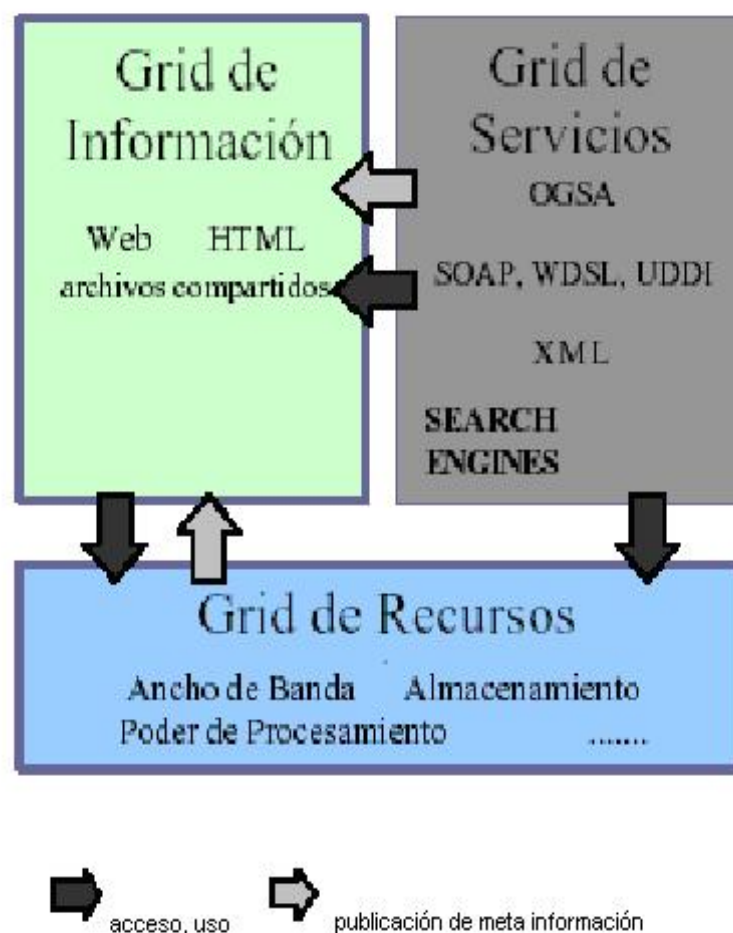 Grid de
Información
Web HTML
archivos compartidos
Grid de
Servicios
OGSA
SOAP, WDSL, UDDI
XML
SEARCH
ENGINES
Grid de Recursos
Ancho de Banda Almacenamiento
Poder de Procesamiento .......
acceso, uso publicación de meta información